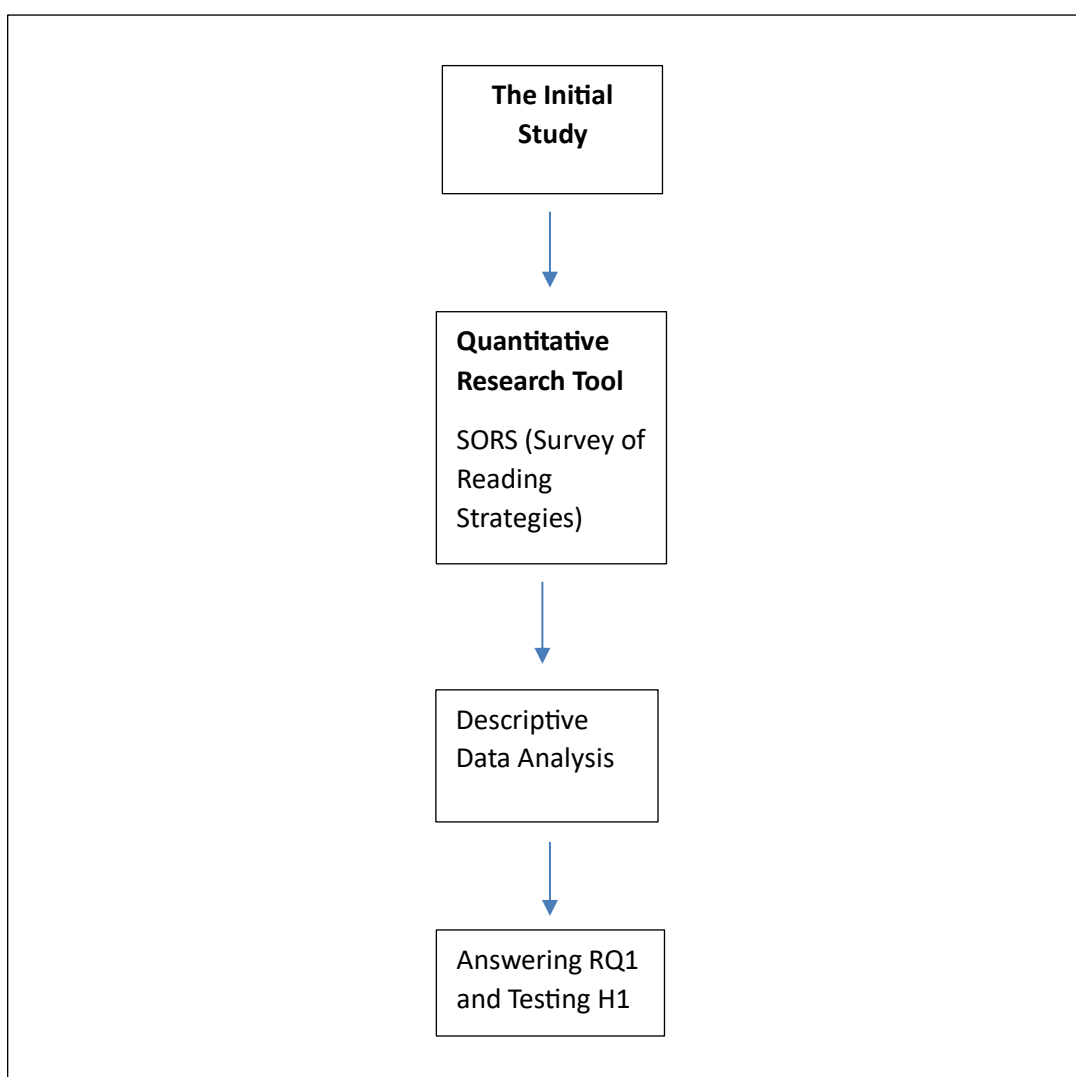 The Initial
Study
Quantitative
Research Tool
SORS (Survey of
Reading
Strategies)
Descriptive
Data Analysis
Answering RQ1
and Testing H1